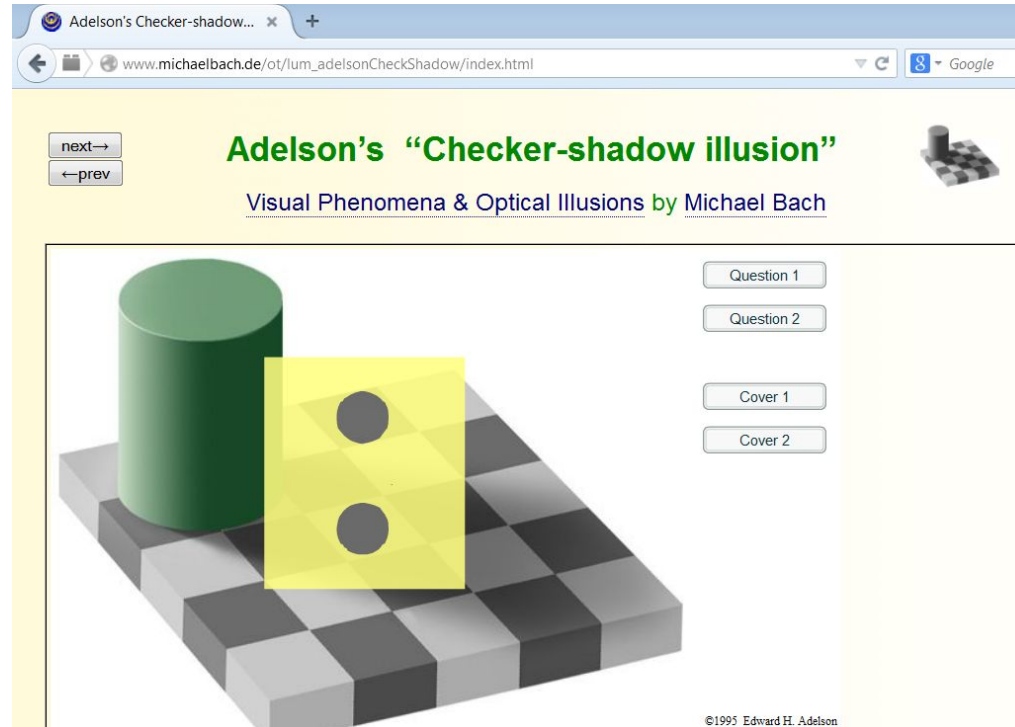 Adelson's Checker-shadow... × +
www.michaelbach.de/ot/lum_adelsonCheckShadow/index.html
8 Google
next→
←prev
Adelson's “Checker-shadow illusion”
Visual Phenomena & Optical Illusions by Michael Bach
Question 1
Question 2
Cover 1
Cover 2
©1995 Edward H. Adelson